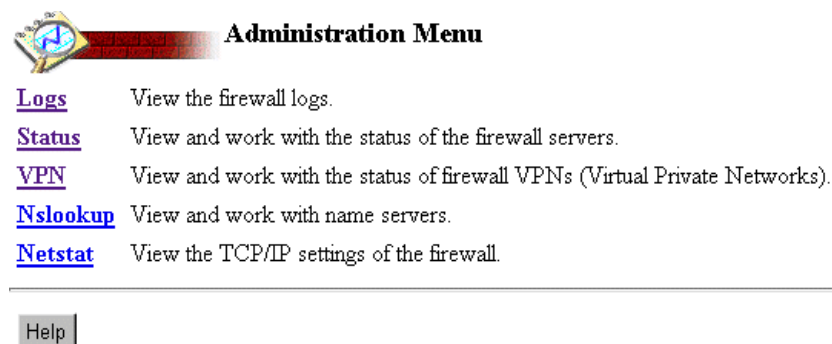 Administration Menu
Logs View the firewall logs.
Status View and work with the status of the firewall servers.
VPN View and work with the status of firewall VPNs (Virtual Private Networks).
Nslookup View and work with name servers.
Netstat View the TCP/IP settings of the firewall.
Help